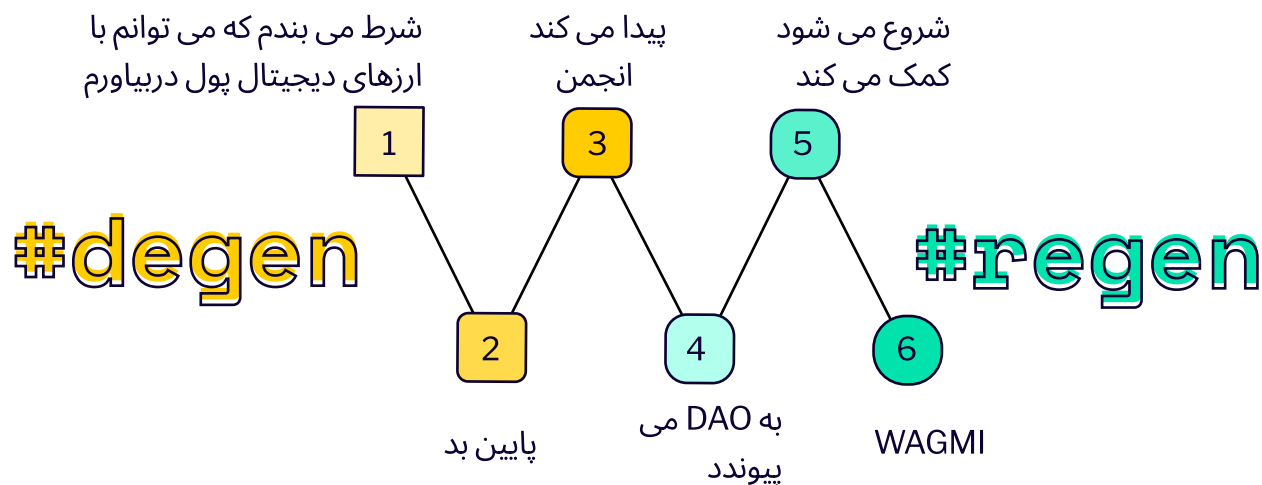 شرط می بندم که می توانم با
ارزهای دیجیتال پول دربیاورم
پیدا می کند
انجمن
شروع می شود
کمک می کند
1
3
5
#degen
#regen
2
4
6
پایین بد
به DAO می
پیوندد
WAGMI